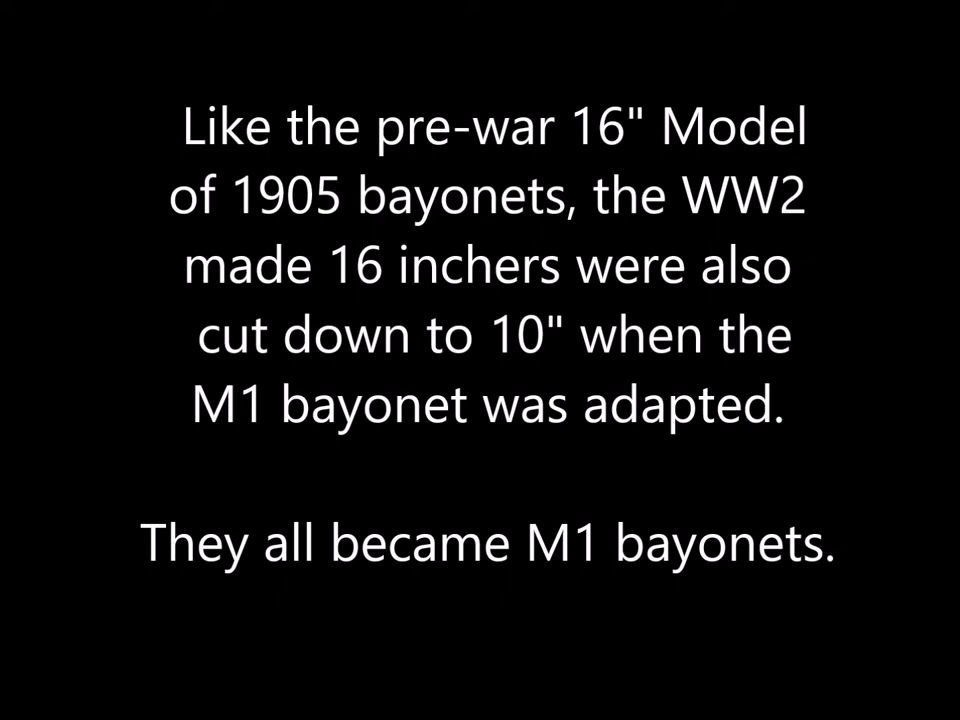 Like the pre-war 16" Model
of 1905 bayonets, the WW2
made 16 inchers were also
cut down to 10" when the
M1 bayonet was adapted.
They all became M1 bayonets.